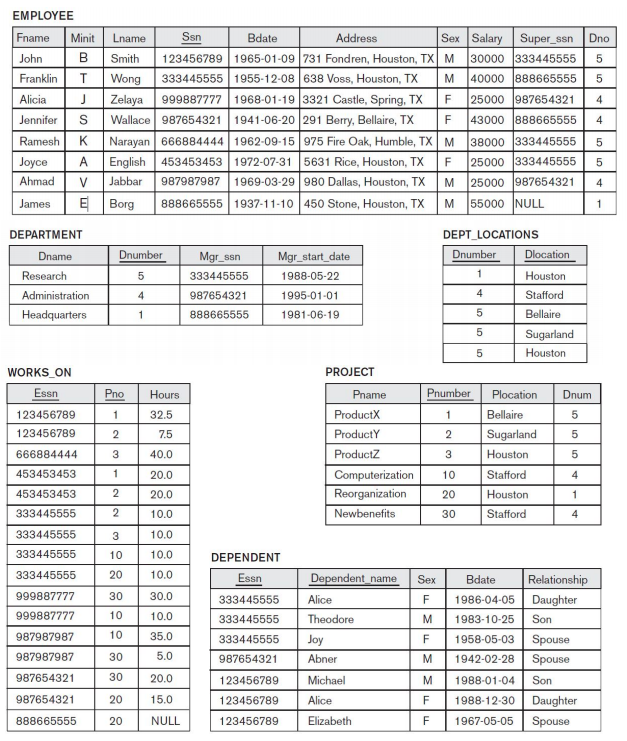 EMPLOYEE
Fname Minit Lname Ssn Bdate Address Sex Salary Super_ssn Dno
John B Smith 123456789 1965-01-09 731 Fondren, Houston, TX M 30000 333445555 5
Franklin T Wong 333445555 1955-12-08 638 Voss, Houston, TX M 40000 888665555 5
Alicia J Zelaya 999887777 1968-01-19 3321 Castle, Spring, TX F 25000 987654321 4
Jennifer S Wallace 987654321 1941-06-20 291 Berry, Bellaire, TX F 43000 888665555 4
Ramesh K Narayan 666884444 1962-09-15 975 Fire Oak, Humble, TX M 38000 333445555 5
Joyce A English 453453453 1972-07-31 5631 Rice, Houston, TX F 25000 333445555 5
Ahmad V Jabbar 987987987 1969-03-29 980 Dallas, Houston, TX M 25000 987654321 4
James E Borg 888665555 1937-11-10 450 Stone, Houston, TX M 55000 NULL 1
DEPARTMENT
Dname Dnumber Mgr_ssn Mgr_start_date
Research 5 333445555 1988-05-22
Administration 4 987654321 1995-01-01
Headquarters 1 888665555 1981-06-19
DEPT_LOCATIONS
Dnumber Dlocation
1 Houston
4 Stafford
5 Bellaire
5 Sugarland
5 Houston
WORKS_ON
Essn Pno Hours
123456789 1 32.5
123456789 2 7.5
666884444 3 40.0
453453453 1 20.0
453453453 2 20.0
333445555 2 10.0
333445555 3 10.0
333445555 10 10.0
333445555 20 10.0
999887777 30 30.0
999887777 10 10.0
987987987 10 35.0
987987987 30 5.0
987654321 30 20.0
987654321 20 15.0
888665555 20 NULL
PROJECT
Pname Pnumber Plocation Dnum
ProductX 1 Bellaire 5
ProductY 2 Sugarland 5
ProductZ 3 Houston 5
Computerization 10 Stafford 4
Reorganization 20 Houston 1
Newbenefits 30 Stafford 4
DEPENDENT
Essn Dependent_name Sex Bdate Relationship
333445555 Alice F 1986-04-05 Daughter
333445555 Theodore M 1983-10-25 Son
333445555 Joy F 1958-05-03 Spouse
987654321 Abner M 1942-02-28 Spouse
123456789 Michael M 1988-01-04 Son
123456789 Alice F 1988-12-30 Daughter
123456789 Elizabeth F 1967-05-05 Spouse